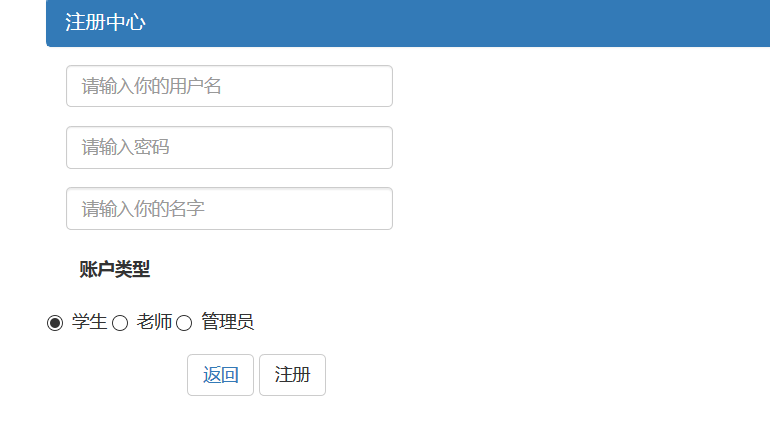 注册中心
请输入你的用户名
请输入密码
请输入你的名字
账户类型
学生 老师 管理员
返回 注册